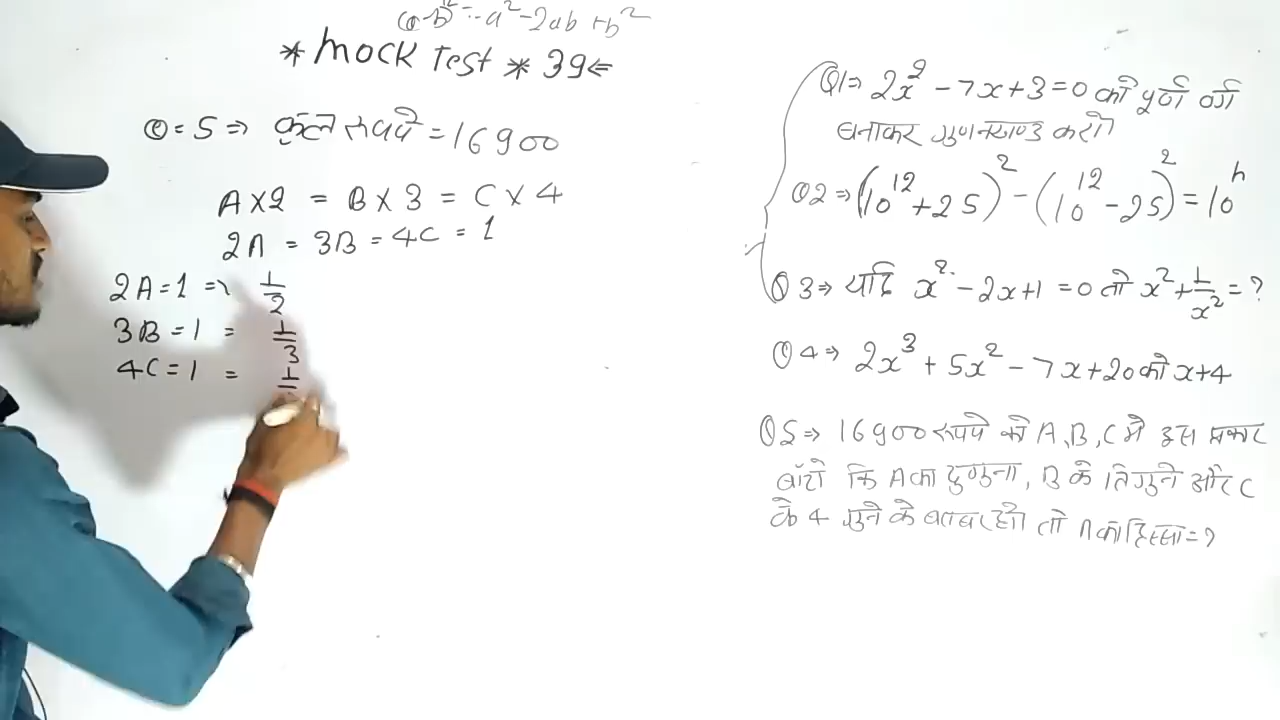 (a-b)² = a² - 2ab + b²
* Mock Test * 39 ⇐
Q=5 ⇒ कुल रुपये = 16900
A×2 = B×3 = C×4
2A = 3B = 4C = 1
2A=1 ⇒ 1/2
3B=1 = 1/3
4C=1 = 1/
Q1⇒ 2x² - 7x+3=0 को पूर्ण वर्ग
बनाकर गुणनखण्ड करो
Q2⇒ (10¹²+25)² - (10¹²-25)² = 10ⁿ
Q3⇒ यदि x² - 2x+1 = 0 तो x²+1/x² = ?
Q4⇒ 2x³ + 5x² - 7x+20 को x+4
Q5⇒ 16900 रुपये को A,B,C मे इस प्रकार
बाँटो कि A का दुगुना, B के तिगुने और C
के 4 गुने के बराबर हो तो A का हिस्सा=?